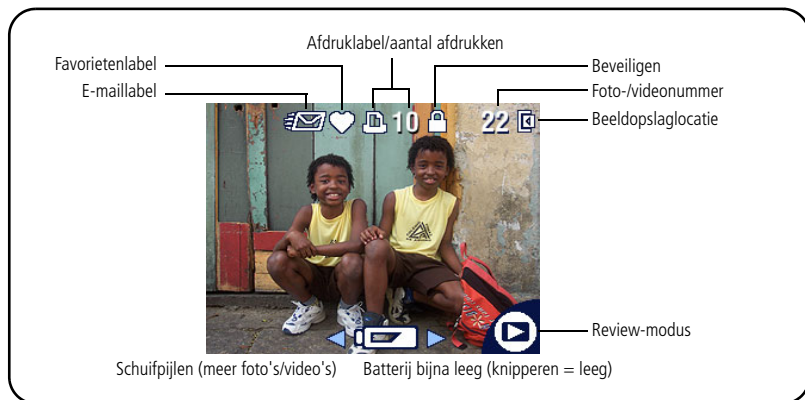 Afdruklabel/aantal afdrukken
Favorietenlabel
Beveiligen
Foto-/videonummer
E-maillabel
Beeldopslaglocatie
10
22
Review-modus
Schuifpijlen (meer foto's/video's)
Batterij bijna leeg (knipperen = leeg)